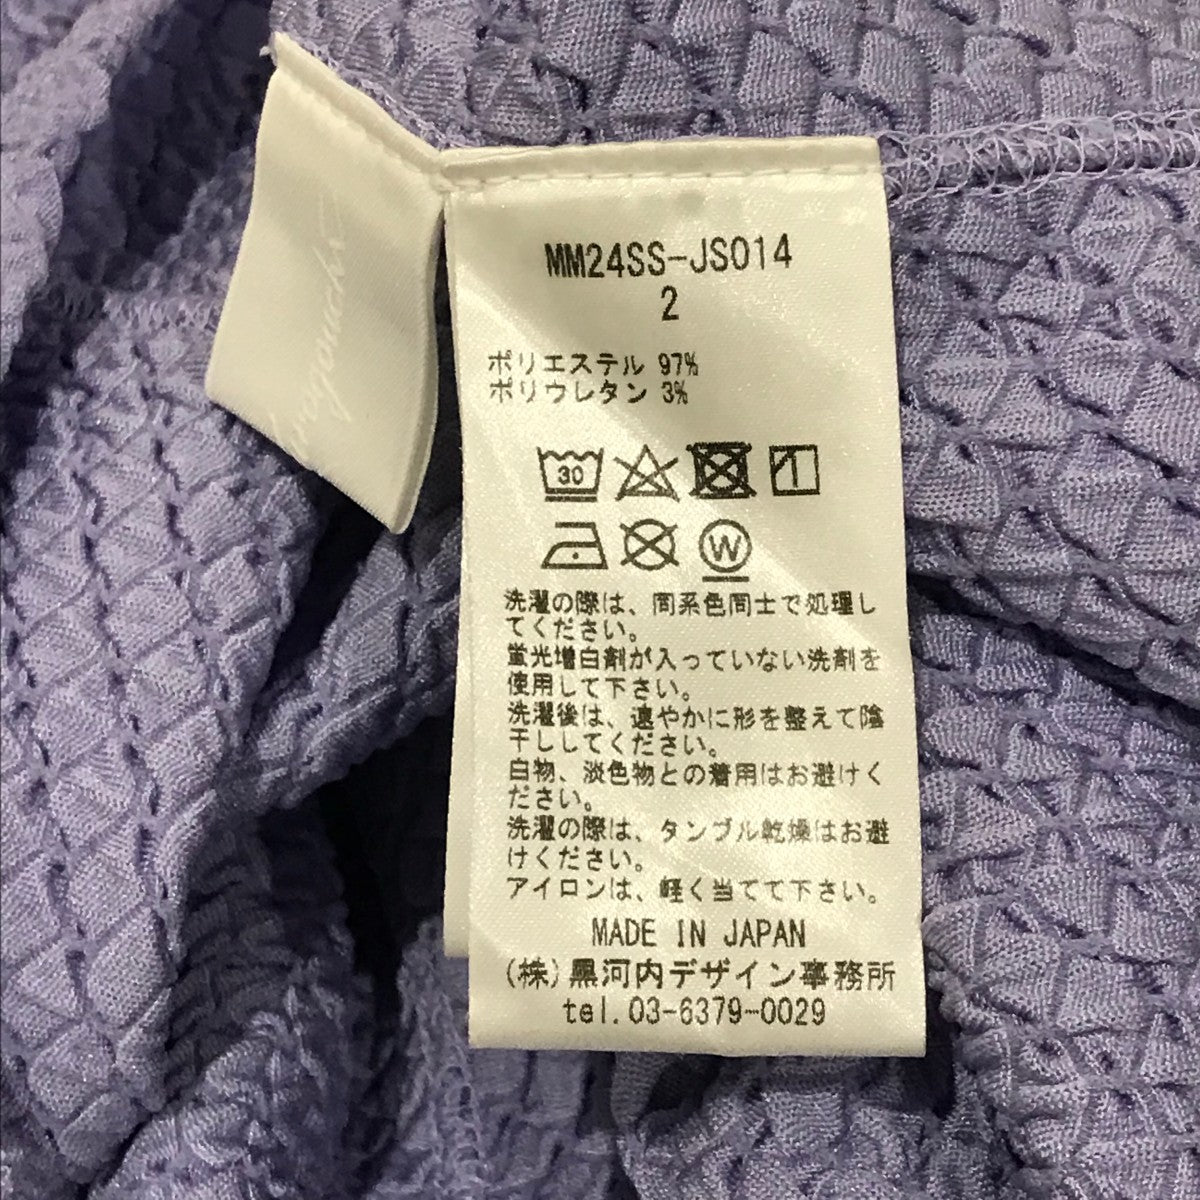 MM24SS-JS014
2
ポリエステル 97%
ポリウレタン 3%
30
W
洗濯の際は、同系色同士で処理し
てください。
蛍光増白剤が入っていない洗剤を
使用して下さい。
洗濯後は、速やかに形を整えて陰
干ししてください。
白物、淡色物との着用はお避けく
ださい。
洗濯の際は、タンブル乾燥はお避
けください。
アイロンは、軽く当てて下さい。
MADE IN JAPAN
(株)黒河内デザイン事務所
tel.03-6379-0029